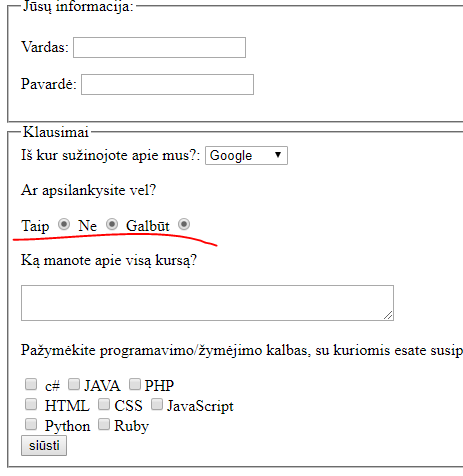 Jūsų informacija:
Vardas:
Pavardė:
Klausimai
Iš kur sužinojote apie mus?: Google
Ar apsilankysite vel?
Taip Ne Galbūt
Ką manote apie visą kursą?
Pažymėkite programavimo/žymėjimo kalbas, su kuriomis esate susip
c# JAVA PHP
HTML CSS JavaScript
Python Ruby
siūsti